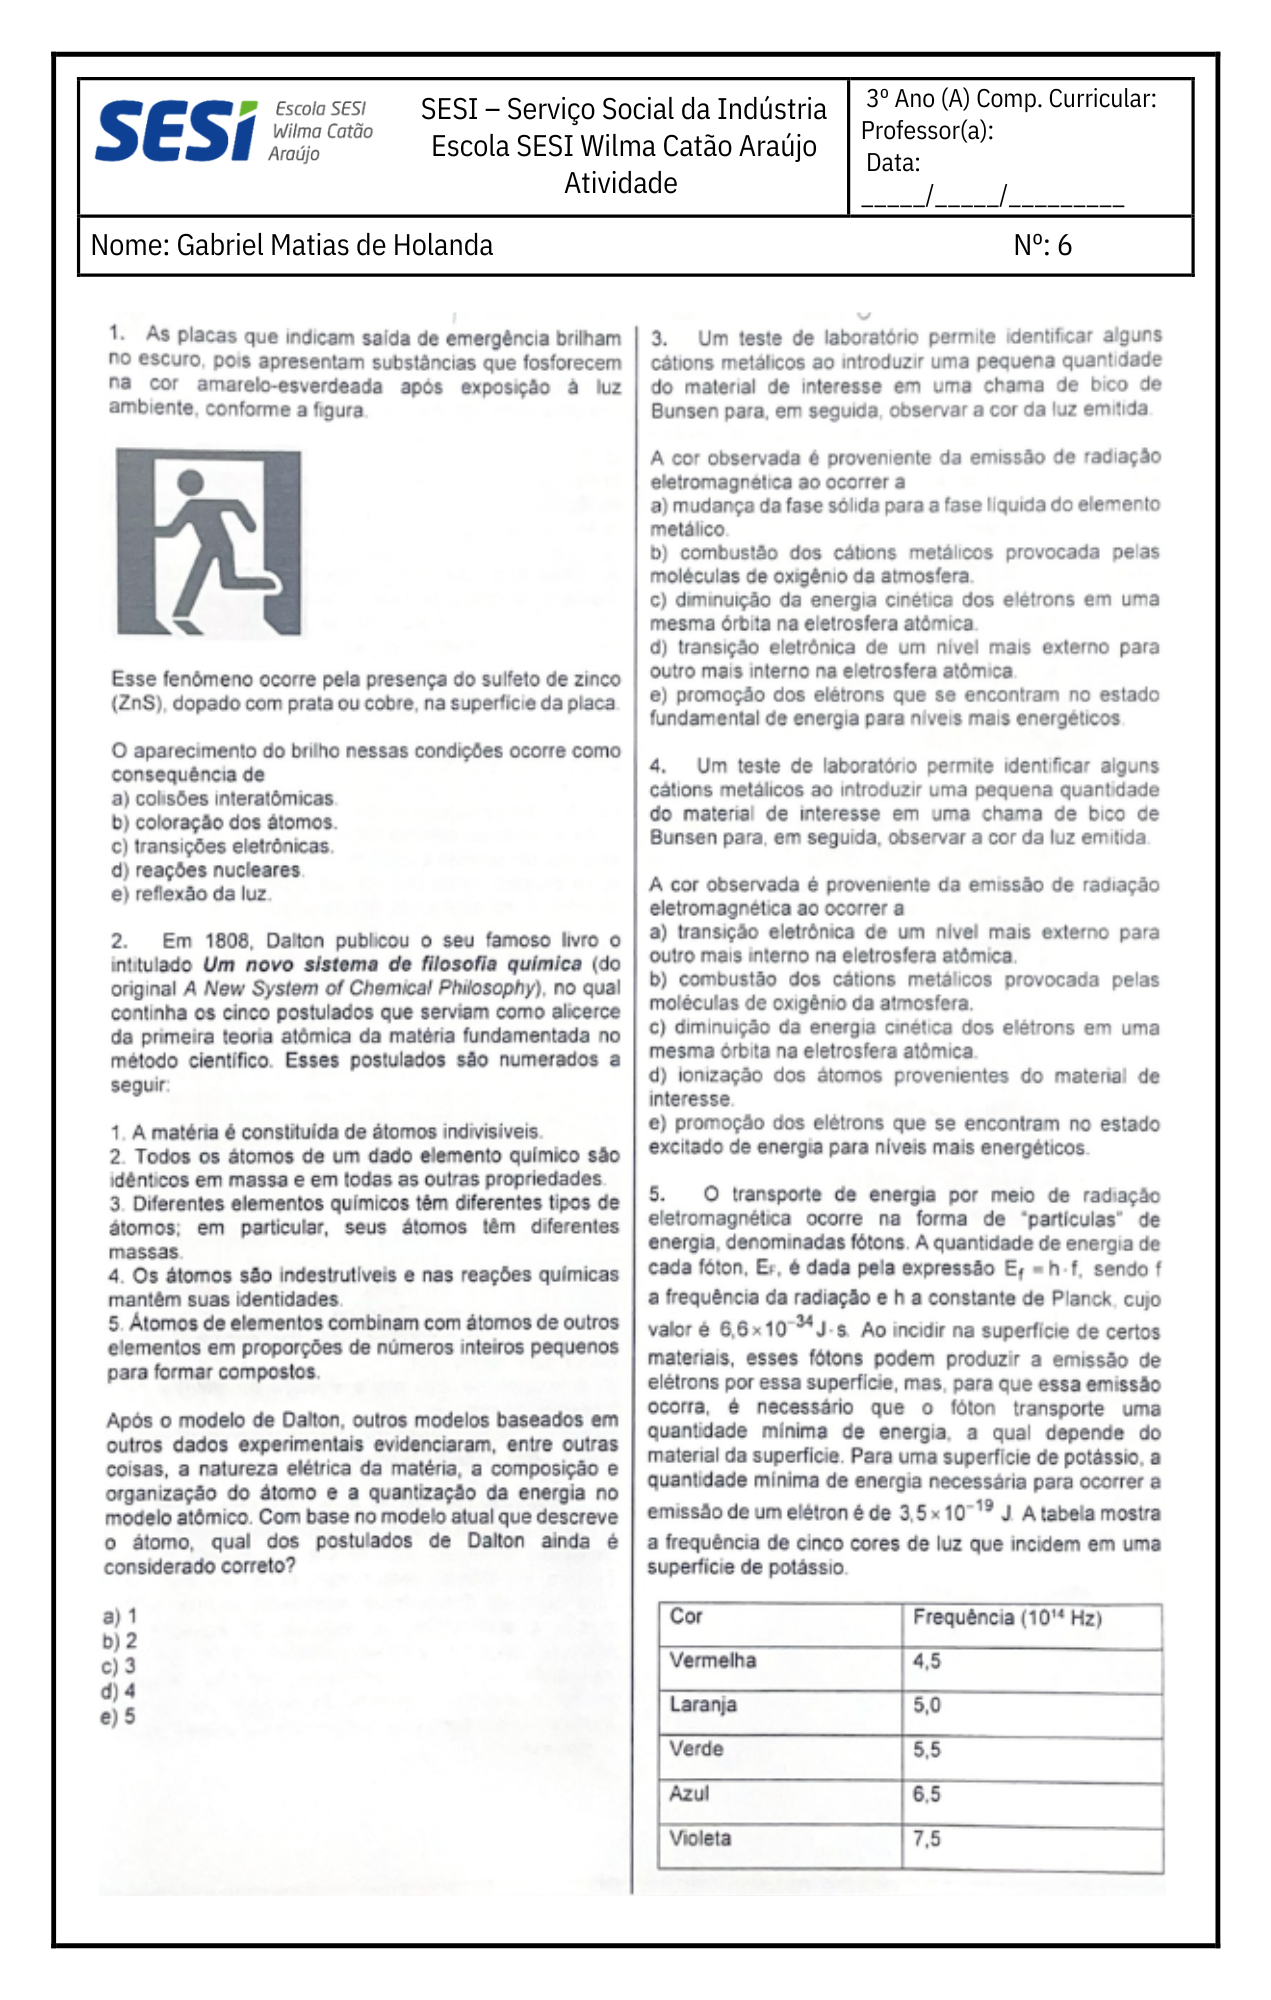 SESI
Escola SESI
Wilma Catão
Araújo
SESI – Serviço Social da Indústria
Escola SESI Wilma Catão Araújo
Atividade
3º Ano (A) Comp. Curricular:
Professor(a):
Data:
_____/_____/_________
Nome: Gabriel Matias de Holanda Nº: 6
1. As placas que indicam saída de emergência brilham
no escuro, pois apresentam substâncias que fosforecem
na cor amarelo-esverdeada após exposição à luz
ambiente, conforme a figura.
Esse fenômeno ocorre pela presença do sulfeto de zinco
(ZnS), dopado com prata ou cobre, na superfície da placa.
O aparecimento do brilho nessas condições ocorre como
consequência de
a) colisões interatômicas.
b) coloração dos átomos.
c) transições eletrônicas.
d) reações nucleares.
e) reflexão da luz.
2. Em 1808, Dalton publicou o seu famoso livro o
intitulado Um novo sistema de filosofia química (do
original A New System of Chemical Philosophy), no qual
continha os cinco postulados que serviam como alicerce
da primeira teoria atômica da matéria fundamentada no
método científico. Esses postulados são numerados a
seguir:
1. A matéria é constituída de átomos indivisíveis.
2. Todos os átomos de um dado elemento químico são
idênticos em massa e em todas as outras propriedades.
3. Diferentes elementos químicos têm diferentes tipos de
átomos; em particular, seus átomos têm diferentes
massas.
4. Os átomos são indestrutíveis e nas reações químicas
mantêm suas identidades.
5. Átomos de elementos combinam com átomos de outros
elementos em proporções de números inteiros pequenos
para formar compostos.
Após o modelo de Dalton, outros modelos baseados em
outros dados experimentais evidenciaram, entre outras
coisas, a natureza elétrica da matéria, a composição e
organização do átomo e a quantização da energia no
modelo atômico. Com base no modelo atual que descreve
o átomo, qual dos postulados de Dalton ainda é
considerado correto?
a) 1
b) 2
c) 3
d) 4
e) 5
3. Um teste de laboratório permite identificar alguns
cátions metálicos ao introduzir uma pequena quantidade
do material de interesse em uma chama de bico de
Bunsen para, em seguida, observar a cor da luz emitida.
A cor observada é proveniente da emissão de radiação
eletromagnética ao ocorrer a
a) mudança da fase sólida para a fase líquida do elemento
metálico.
b) combustão dos cátions metálicos provocada pelas
moléculas de oxigênio da atmosfera.
c) diminuição da energia cinética dos elétrons em uma
mesma órbita na eletrosfera atômica.
d) transição eletrônica de um nível mais externo para
outro mais interno na eletrosfera atômica.
e) promoção dos elétrons que se encontram no estado
fundamental de energia para níveis mais energéticos.
4. Um teste de laboratório permite identificar alguns
cátions metálicos ao introduzir uma pequena quantidade
do material de interesse em uma chama de bico de
Bunsen para, em seguida, observar a cor da luz emitida.
A cor observada é proveniente da emissão de radiação
eletromagnética ao ocorrer a
a) transição eletrônica de um nível mais externo para
outro mais interno na eletrosfera atômica.
b) combustão dos cátions metálicos provocada pelas
moléculas de oxigênio da atmosfera.
c) diminuição da energia cinética dos elétrons em uma
mesma órbita na eletrosfera atômica.
d) ionização dos átomos provenientes do material de
interesse.
e) promoção dos elétrons que se encontram no estado
excitado de energia para níveis mais energéticos.
5. O transporte de energia por meio de radiação
eletromagnética ocorre na forma de "partículas" de
energia, denominadas fótons. A quantidade de energia de
cada fóton, EF, é dada pela expressão Ef = h·f, sendo f
a frequência da radiação e h a constante de Planck, cujo
valor é 6,6×10⁻³⁴ J·s. Ao incidir na superfície de certos
materiais, esses fótons podem produzir a emissão de
elétrons por essa superfície, mas, para que essa emissão
ocorra, é necessário que o fóton transporte uma
quantidade mínima de energia, a qual depende do
material da superfície. Para uma superfície de potássio, a
quantidade mínima de energia necessária para ocorrer a
emissão de um elétron é de 3,5×10⁻¹⁹ J. A tabela mostra
a frequência de cinco cores de luz que incidem em uma
superfície de potássio.
Cor Frequência (10¹⁴ Hz)
Vermelha 4,5
Laranja 5,0
Verde 5,5
Azul 6,5
Violeta 7,5